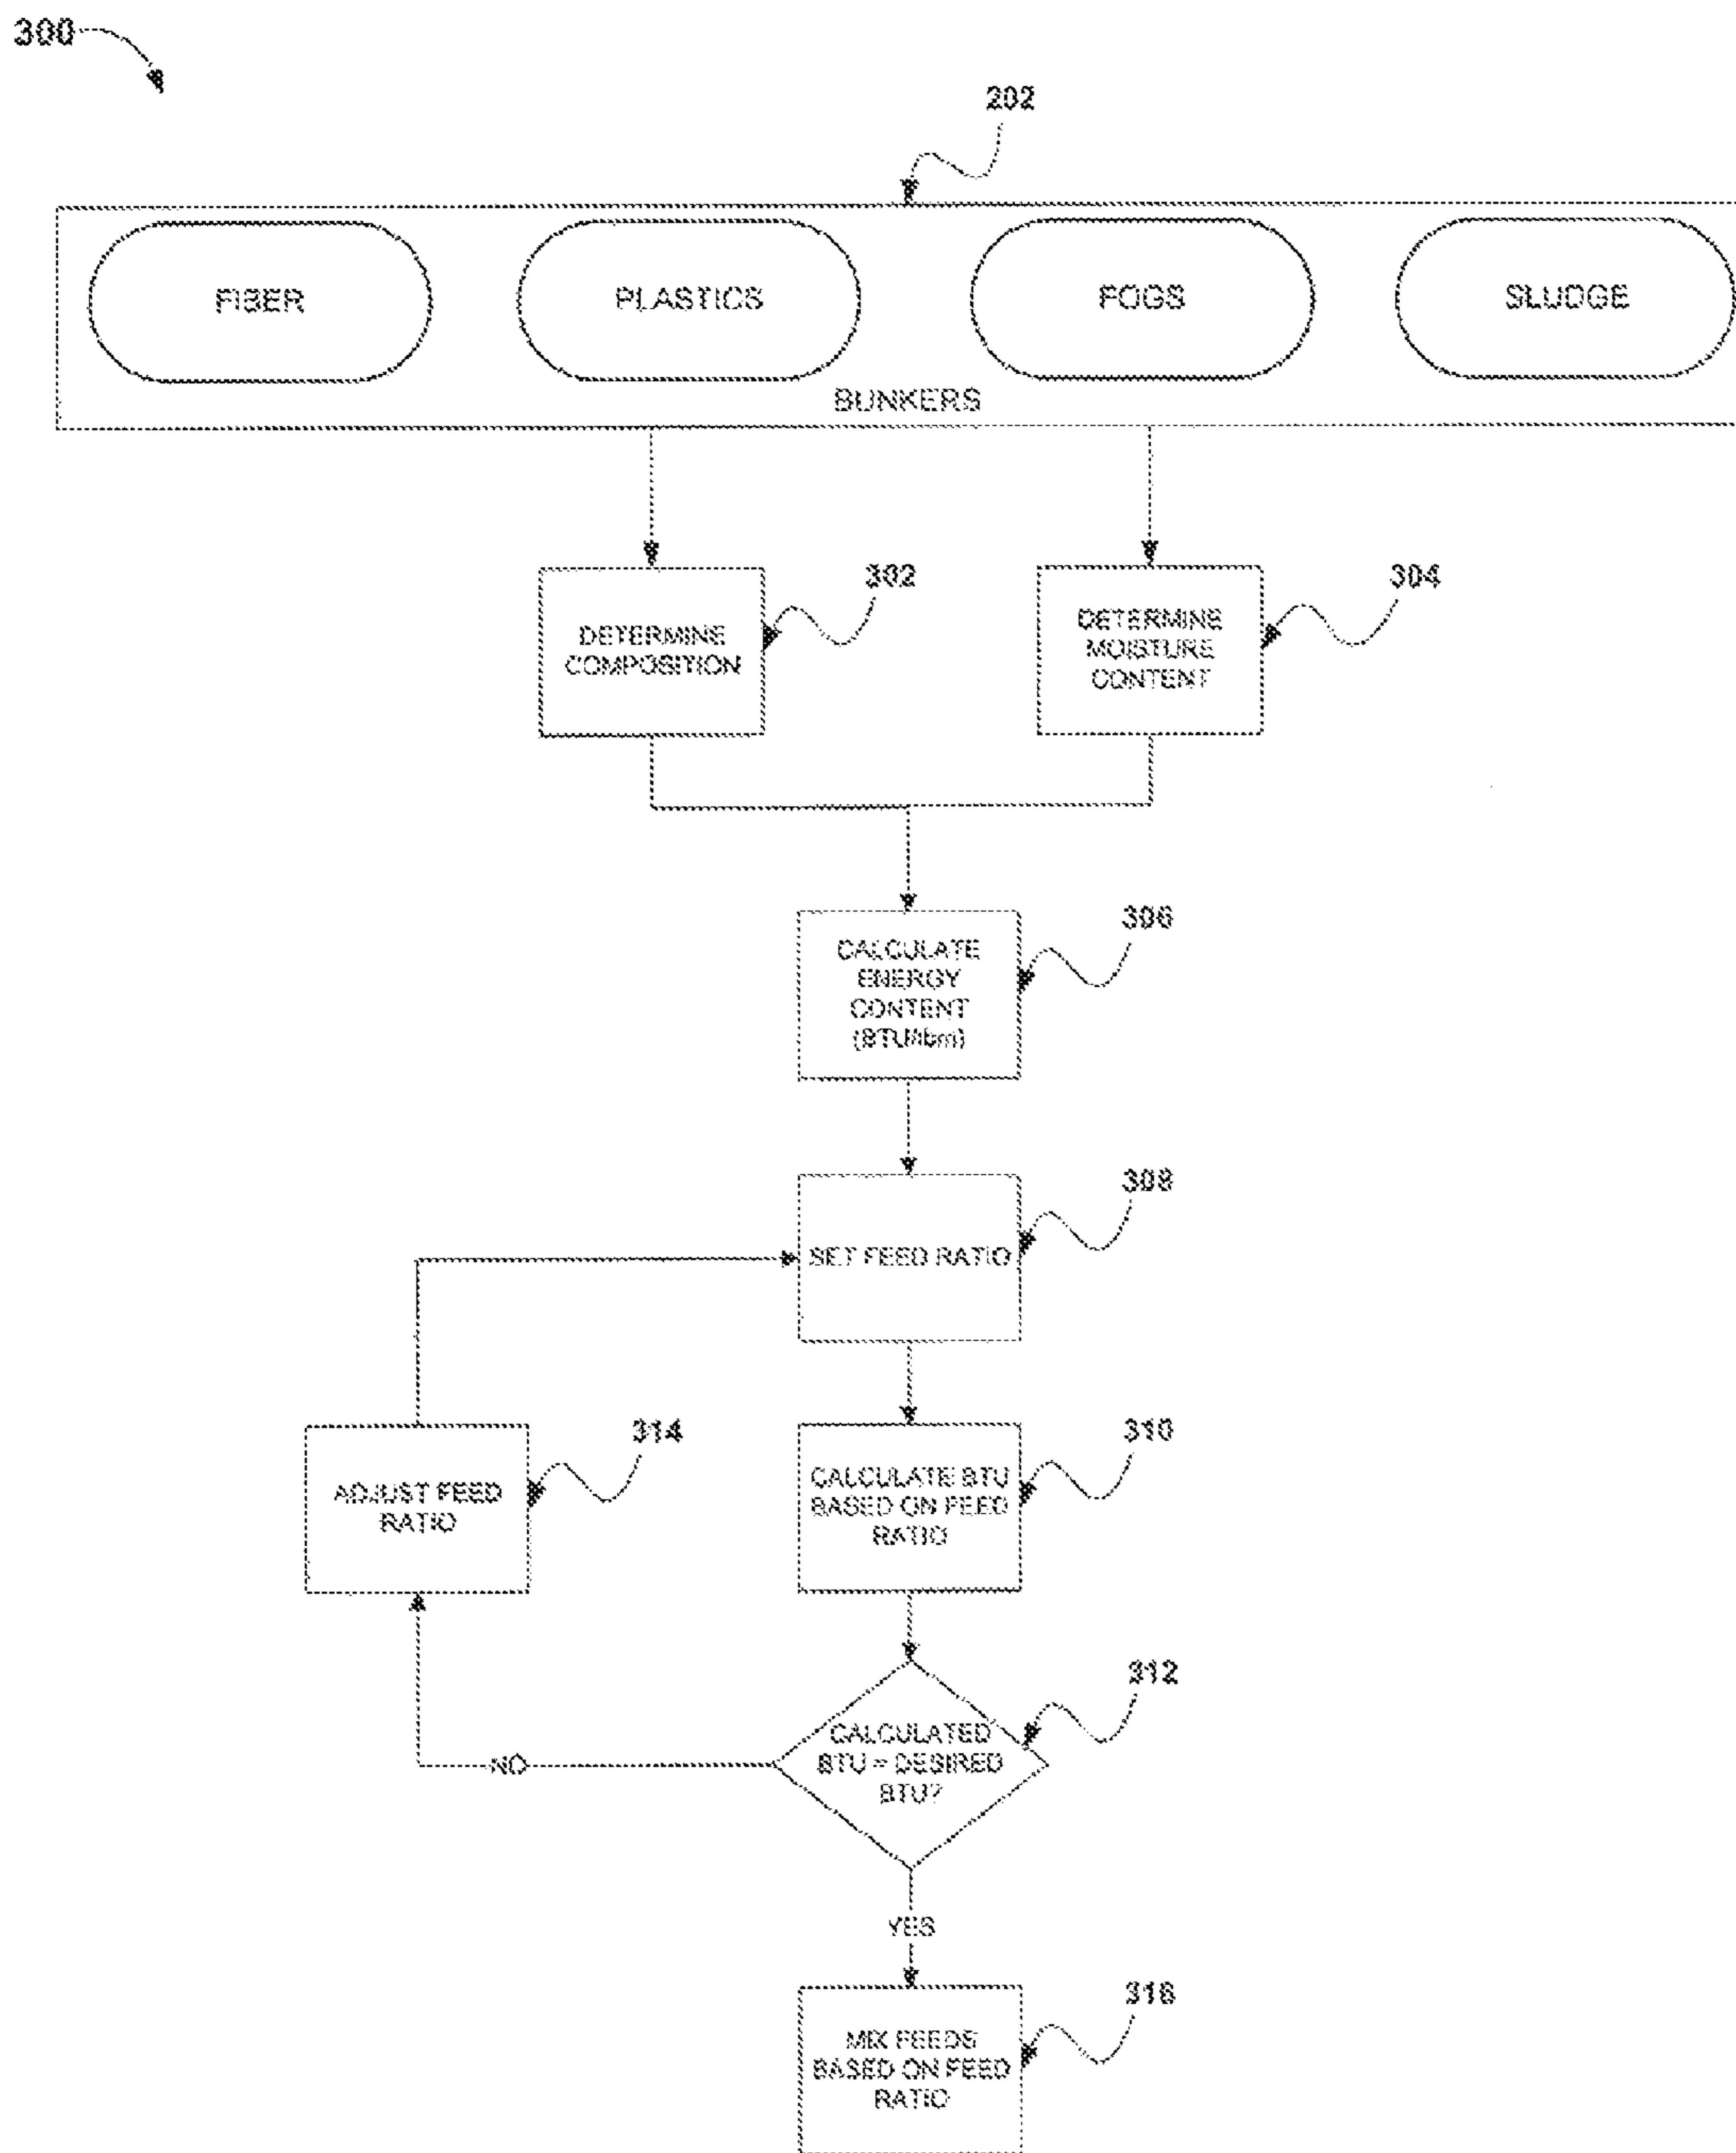 300
202
FIBER
PLASTICS
FOGS
SLUDGE
BUNKERS
302
304
DETERMINE
COMPOSITION
DETERMINE
MOISTURE
CONTENT
306
CALCULATE
ENERGY
CONTENT
(BTU/lbm)
308
SET FEED RATIO
314
310
ADJUST FEED
RATIO
CALCULATE BTU
BASED ON FEED
RATIO
312
CALCULATED
BTU = DESIRED
BTU?
NO
YES
316
MIX FEEDS
BASED ON FEED
RATIO